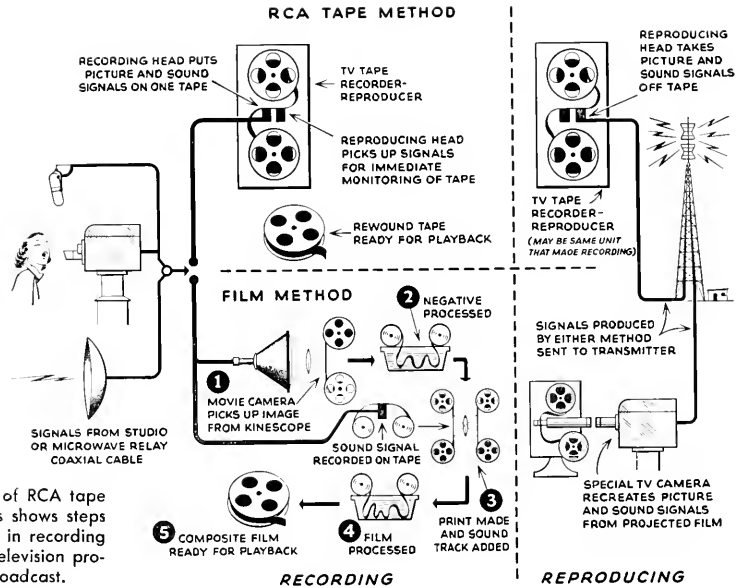 RCA TAPE METHOD
RECORDING HEAD PUTS
PICTURE AND SOUND
SIGNALS ON ONE TAPE
TV TAPE
RECORDER-
REPRODUCER
REPRODUCING HEAD
PICKS UP SIGNALS
FOR IMMEDIATE
MONITORING OF TAPE
REWOUND TAPE
READY FOR PLAYBACK
REPRODUCING
HEAD TAKES
PICTURE AND
SOUND SIGNALS
OFF TAPE
TV TAPE
RECORDER-
REPRODUCER
(MAY BE SAME UNIT
THAT MADE RECORDING)
SIGNALS PRODUCED
BY EITHER METHOD
SENT TO TRANSMITTER
SIGNALS FROM STUDIO
OR MICROWAVE RELAY
COAXIAL CABLE
FILM METHOD
1
MOVIE CAMERA
PICKS UP IMAGE
FROM KINESCOPE
2 NEGATIVE
PROCESSED
SOUND SIGNAL
RECORDED ON TAPE
3
PRINT MADE
AND SOUND
TRACK ADDED
4 FILM
PROCESSED
5 COMPOSITE FILM
READY FOR PLAYBACK
SPECIAL TV CAMERA
RECREATES PICTURE
AND SOUND SIGNALS
FROM PROJECTED FILM
of RCA tape
s shows steps
in recording
elevision pro-
oadcast.
RECORDING
REPRODUCING